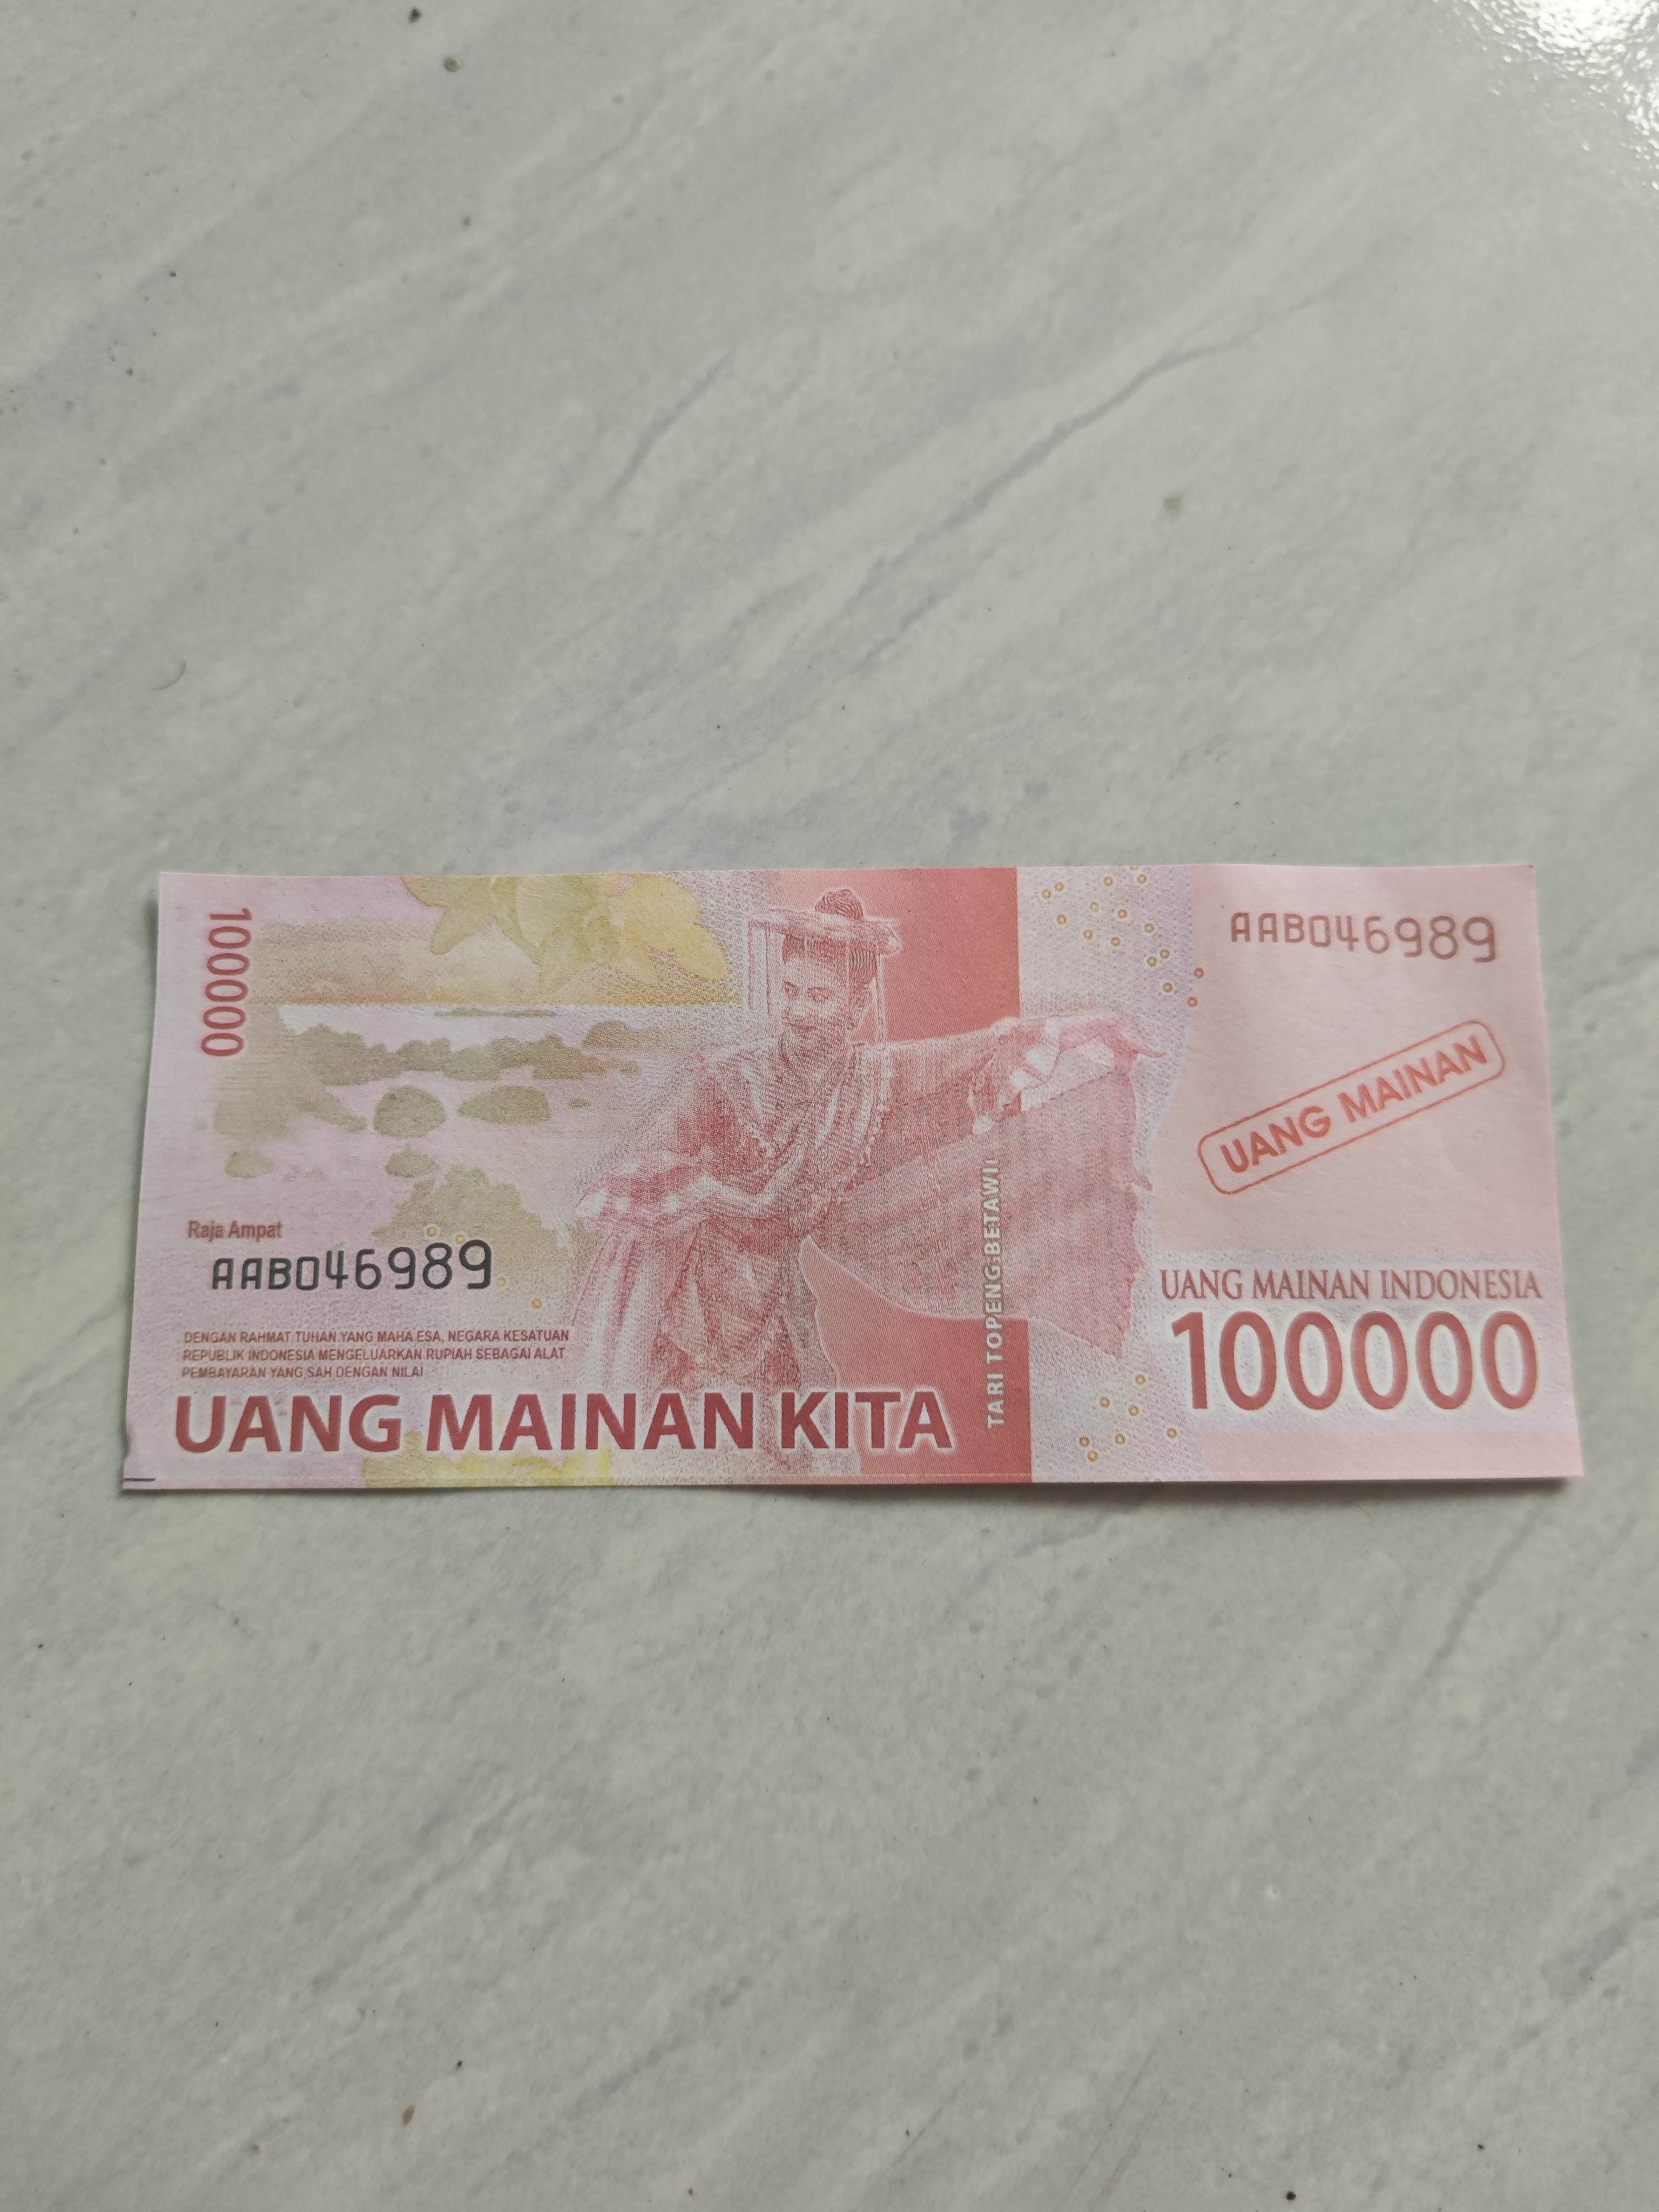 100000
AAB046989
UANG MAINAN
Raja Ampat
AAB046989
DENGAN RAHMAT TUHAN YANG MAHA ESA, NEGARA KESATUAN
REPUBLIK INDONESIA MENGELUARKAN RUPIAH SEBAGAI ALAT
PEMBAYARAN YANG SAH DENGAN NILAI
UANG MAINAN KITA
TARI TOPENG BETAWI
UANG MAINAN INDONESIA
100000